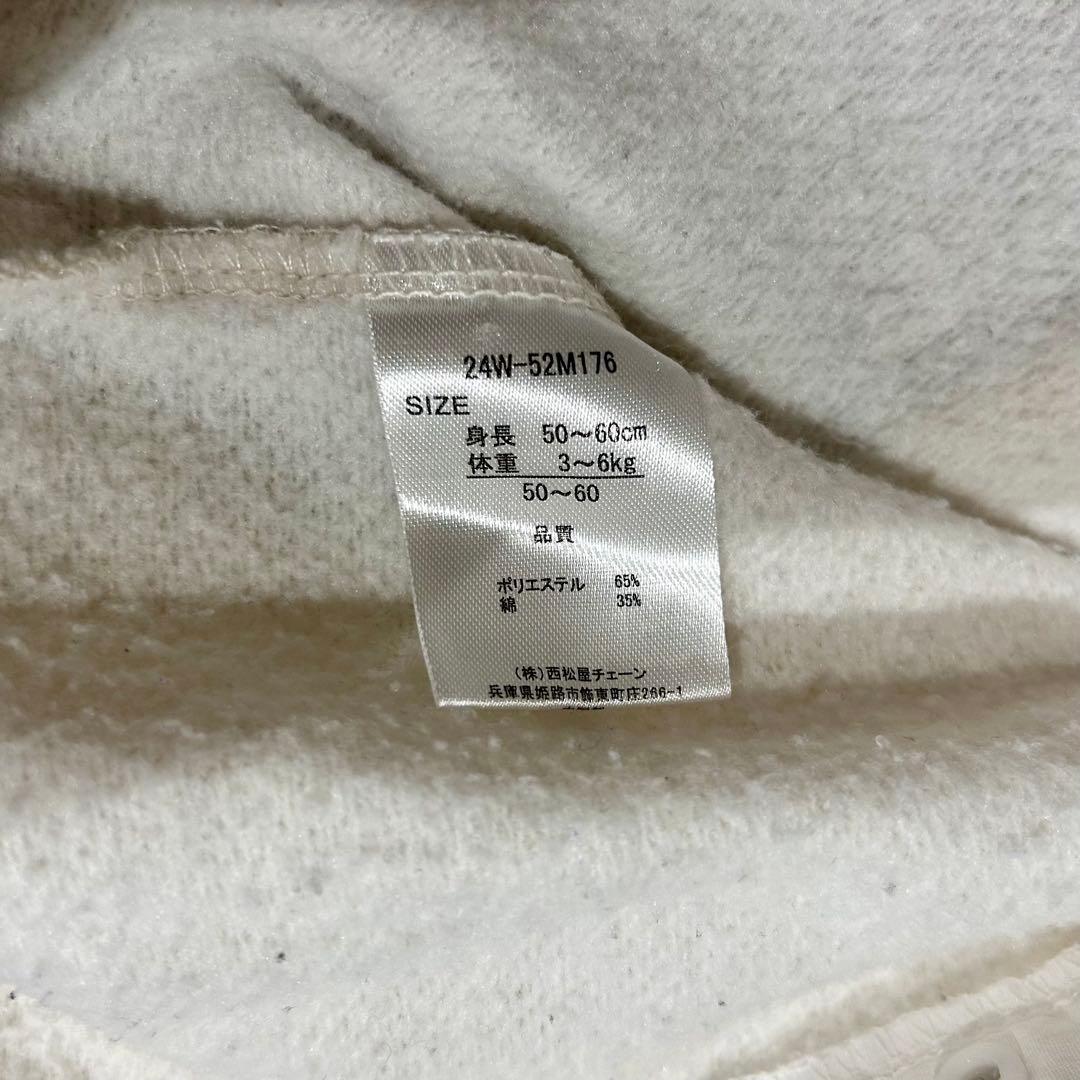 24W-52M176
SIZE
身長 50～60cm
体重 3～6kg
50～60
品質
ポリエステル 65%
綿 35%
(株)西松屋チェーン
兵庫県姫路市飾東町庄266-1